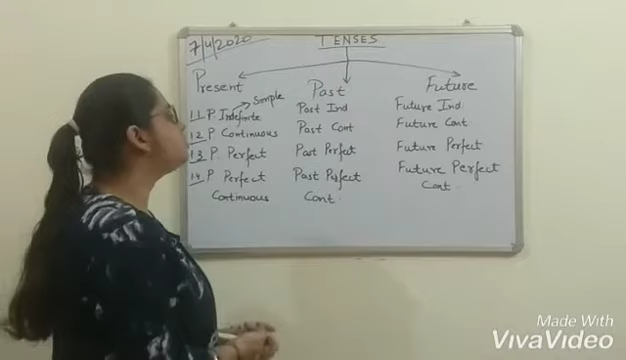 7/4/2020
TENSES
Present
Past
Future
1.1 P. Indefinite
Simple
1.2 P Continuous
1.3 P. Perfect
1.4 P Perfect
Continuous
Past Ind
Past Cont
Past Perfect
Past Perfect
Cont.
Future Ind
Future Cont
Future Perfect
Future Perfect
Cont.
Made With
VivaVideo